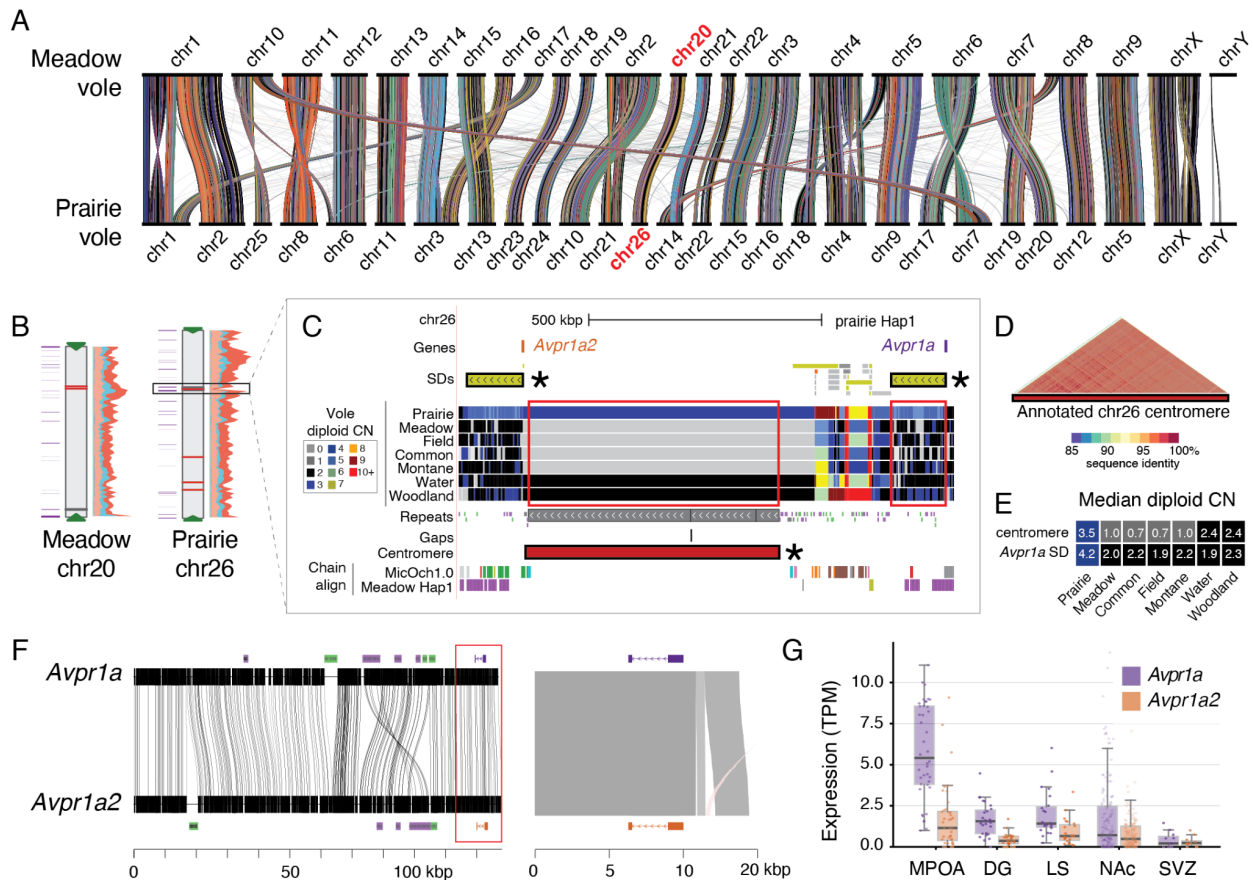 A
Meadow vole
chr1 chr10 chr11 chr12 chr13 chr14 chr15 chr16 chr17 chr18 chr19 chr2 chr20 chr21 chr22 chr3 chr4 chr5 chr6 chr7 chr8 chr9 chrX chrY
Prairie vole
chr1 chr2 chr25 chr8 chr6 chr11 chr3 chr13 chr23 chr24 chr10 chr21 chr26 chr14 chr22 chr15 chr16 chr18 chr4 chr9 chr17 chr7 chr19 chr20 chr12 chr5 chrX chrY
B
Meadow
chr20
Prairie
chr26
C
chr26 500 kbp prairie Hap1
Genes Avpr1a2 Avpr1a
SDs * *
Vole
diploid CN
0 4 8
1 5 9
2 6 10+
3 7
Prairie
Meadow
Field
Common
Montane
Water
Woodland
Repeats
Gaps
Centromere *
Chain
align
MicOch1.0
Meadow Hap1
D
Annotated chr26 centromere
85 90 95 100%
sequence identity
E
Median diploid CN
centromere 3.5 1.0 0.7 0.7 1.0 2.4 2.4
Avpr1a SD 4.2 2.0 2.2 1.9 2.2 1.9 2.3
Prairie Meadow Common Field Montane Water Woodland
F
Avpr1a
Avpr1a2
0 50 100 kbp
0 10 20 kbp
G
Expression (TPM)
10.0
7.5
5.0
2.5
0.0
Avpr1a
Avpr1a2
MPOA DG LS NAc SVZ